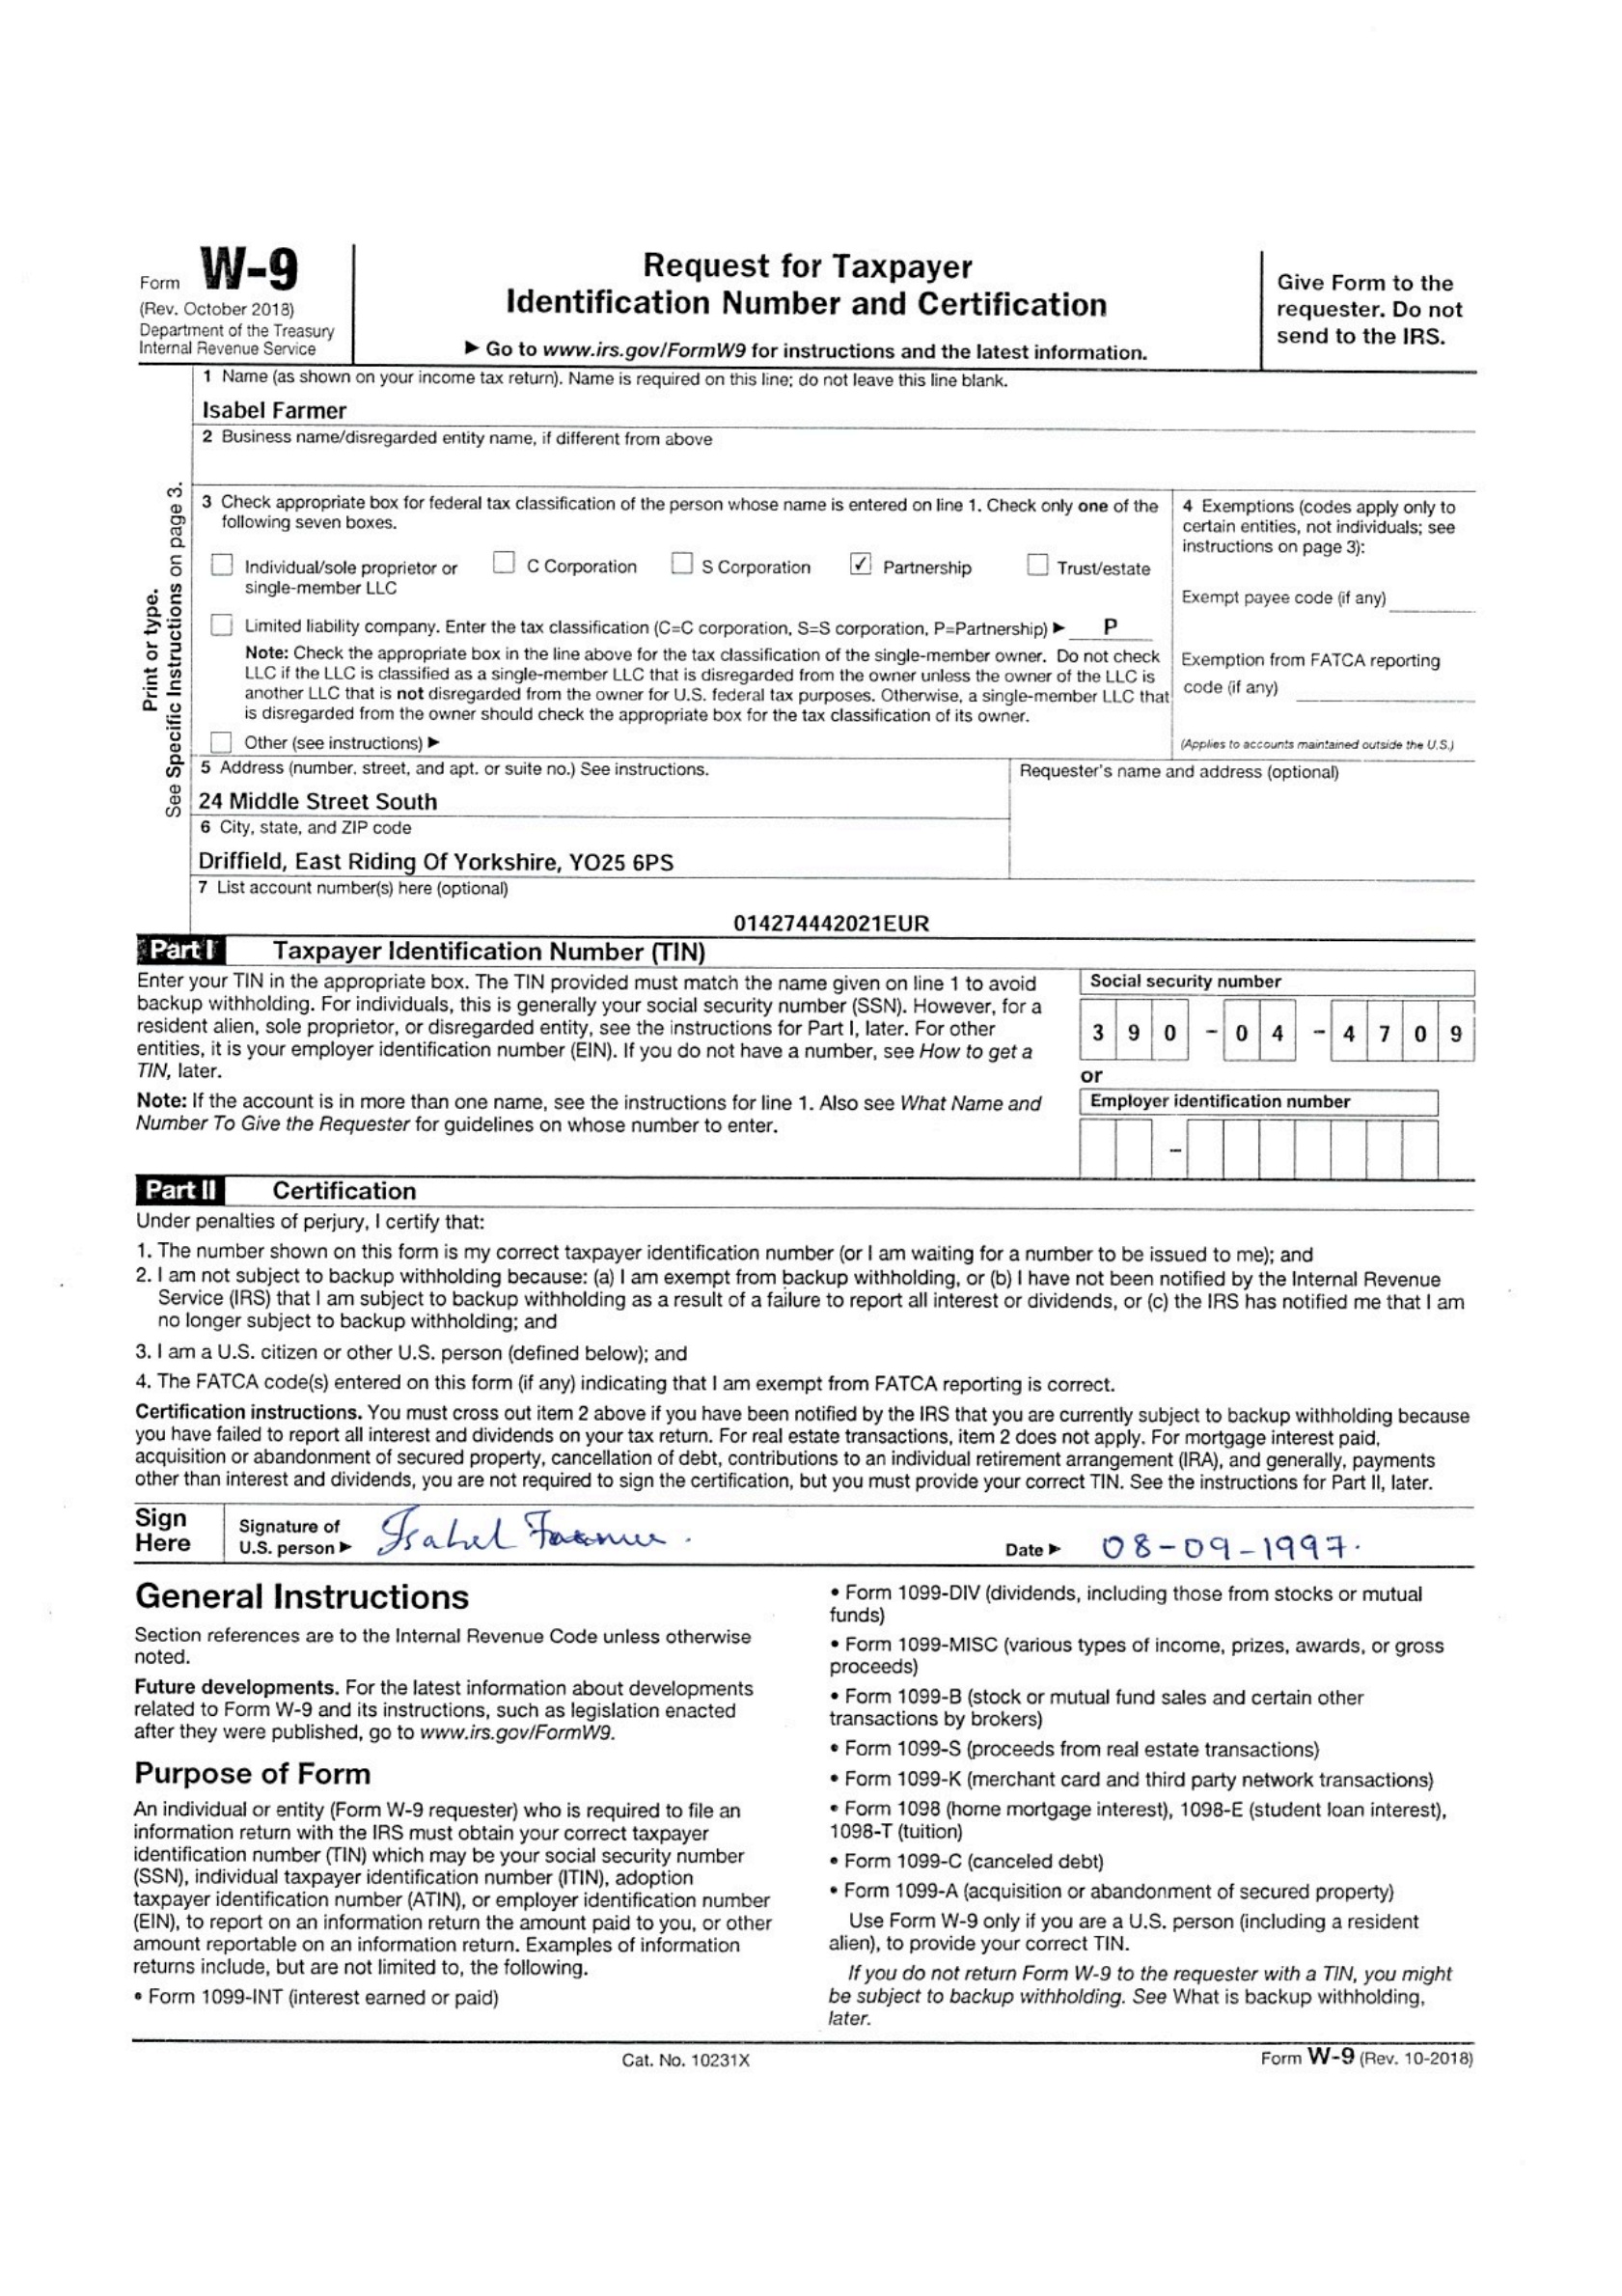 Form W-9
(Rev. October 2018)
Department of the Treasury
Internal Revenue Service
Request for Taxpayer
Identification Number and Certification
▶ Go to www.irs.gov/FormW9 for instructions and the latest information.
Give Form to the
requester. Do not
send to the IRS.
Print or type.
See Specific Instructions on page 3.
1 Name (as shown on your income tax return). Name is required on this line; do not leave this line blank.
Isabel Farmer
2 Business name/disregarded entity name, if different from above
3 Check appropriate box for federal tax classification of the person whose name is entered on line 1. Check only one of the
following seven boxes.
Individual/sole proprietor or
single-member LLC
C Corporation
S Corporation
✓ Partnership
Trust/estate
Limited liability company. Enter the tax classification (C=C corporation, S=S corporation, P=Partnership) ▶ P
Note: Check the appropriate box in the line above for the tax classification of the single-member owner. Do not check
LLC if the LLC is classified as a single-member LLC that is disregarded from the owner unless the owner of the LLC is
another LLC that is not disregarded from the owner for U.S. federal tax purposes. Otherwise, a single-member LLC that
is disregarded from the owner should check the appropriate box for the tax classification of its owner.
Other (see instructions) ▶
4 Exemptions (codes apply only to
certain entities, not individuals; see
instructions on page 3):
Exempt payee code (if any)
Exemption from FATCA reporting
code (if any)
(Applies to accounts maintained outside the U.S.)
5 Address (number, street, and apt. or suite no.) See instructions.
24 Middle Street South
6 City, state, and ZIP code
Driffield, East Riding Of Yorkshire, YO25 6PS
Requester's name and address (optional)
7 List account number(s) here (optional)
014274442021EUR
Part I Taxpayer Identification Number (TIN)
Enter your TIN in the appropriate box. The TIN provided must match the name given on line 1 to avoid
backup withholding. For individuals, this is generally your social security number (SSN). However, for a
resident alien, sole proprietor, or disregarded entity, see the instructions for Part I, later. For other
entities, it is your employer identification number (EIN). If you do not have a number, see How to get a
TIN, later.
Note: If the account is in more than one name, see the instructions for line 1. Also see What Name and
Number To Give the Requester for guidelines on whose number to enter.
Social security number
3 9 0 - 0 4 - 4 7 0 9
or
Employer identification number
-
Part II Certification
Under penalties of perjury, I certify that:
1. The number shown on this form is my correct taxpayer identification number (or I am waiting for a number to be issued to me); and
2. I am not subject to backup withholding because: (a) I am exempt from backup withholding, or (b) I have not been notified by the Internal Revenue
Service (IRS) that I am subject to backup withholding as a result of a failure to report all interest or dividends, or (c) the IRS has notified me that I am
no longer subject to backup withholding; and
3. I am a U.S. citizen or other U.S. person (defined below); and
4. The FATCA code(s) entered on this form (if any) indicating that I am exempt from FATCA reporting is correct.
Certification instructions. You must cross out item 2 above if you have been notified by the IRS that you are currently subject to backup withholding because
you have failed to report all interest and dividends on your tax return. For real estate transactions, item 2 does not apply. For mortgage interest paid,
acquisition or abandonment of secured property, cancellation of debt, contributions to an individual retirement arrangement (IRA), and generally, payments
other than interest and dividends, you are not required to sign the certification, but you must provide your correct TIN. See the instructions for Part II, later.
Sign
Here
Signature of
U.S. person ▶
Isabel Farmer.
Date ▶ 08-09-1997.
General Instructions
Section references are to the Internal Revenue Code unless otherwise
noted.
Future developments. For the latest information about developments
related to Form W-9 and its instructions, such as legislation enacted
after they were published, go to www.irs.gov/FormW9.
Purpose of Form
An individual or entity (Form W-9 requester) who is required to file an
information return with the IRS must obtain your correct taxpayer
identification number (TIN) which may be your social security number
(SSN), individual taxpayer identification number (ITIN), adoption
taxpayer identification number (ATIN), or employer identification number
(EIN), to report on an information return the amount paid to you, or other
amount reportable on an information return. Examples of information
returns include, but are not limited to, the following.
• Form 1099-INT (interest earned or paid)
• Form 1099-DIV (dividends, including those from stocks or mutual
funds)
• Form 1099-MISC (various types of income, prizes, awards, or gross
proceeds)
• Form 1099-B (stock or mutual fund sales and certain other
transactions by brokers)
• Form 1099-S (proceeds from real estate transactions)
• Form 1099-K (merchant card and third party network transactions)
• Form 1098 (home mortgage interest), 1098-E (student loan interest),
1098-T (tuition)
• Form 1099-C (canceled debt)
• Form 1099-A (acquisition or abandonment of secured property)
Use Form W-9 only if you are a U.S. person (including a resident
alien), to provide your correct TIN.
If you do not return Form W-9 to the requester with a TIN, you might
be subject to backup withholding. See What is backup withholding,
later.
Cat. No. 10231X
Form W-9 (Rev. 10-2018)